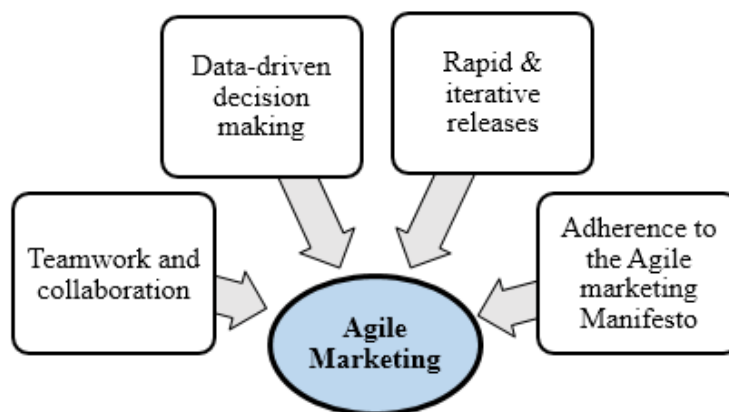 Data-driven
decision
making
Rapid &
iterative
releases
Teamwork and
collaboration
Adherence to
the Agile
marketing
Manifesto
Agile
Marketing